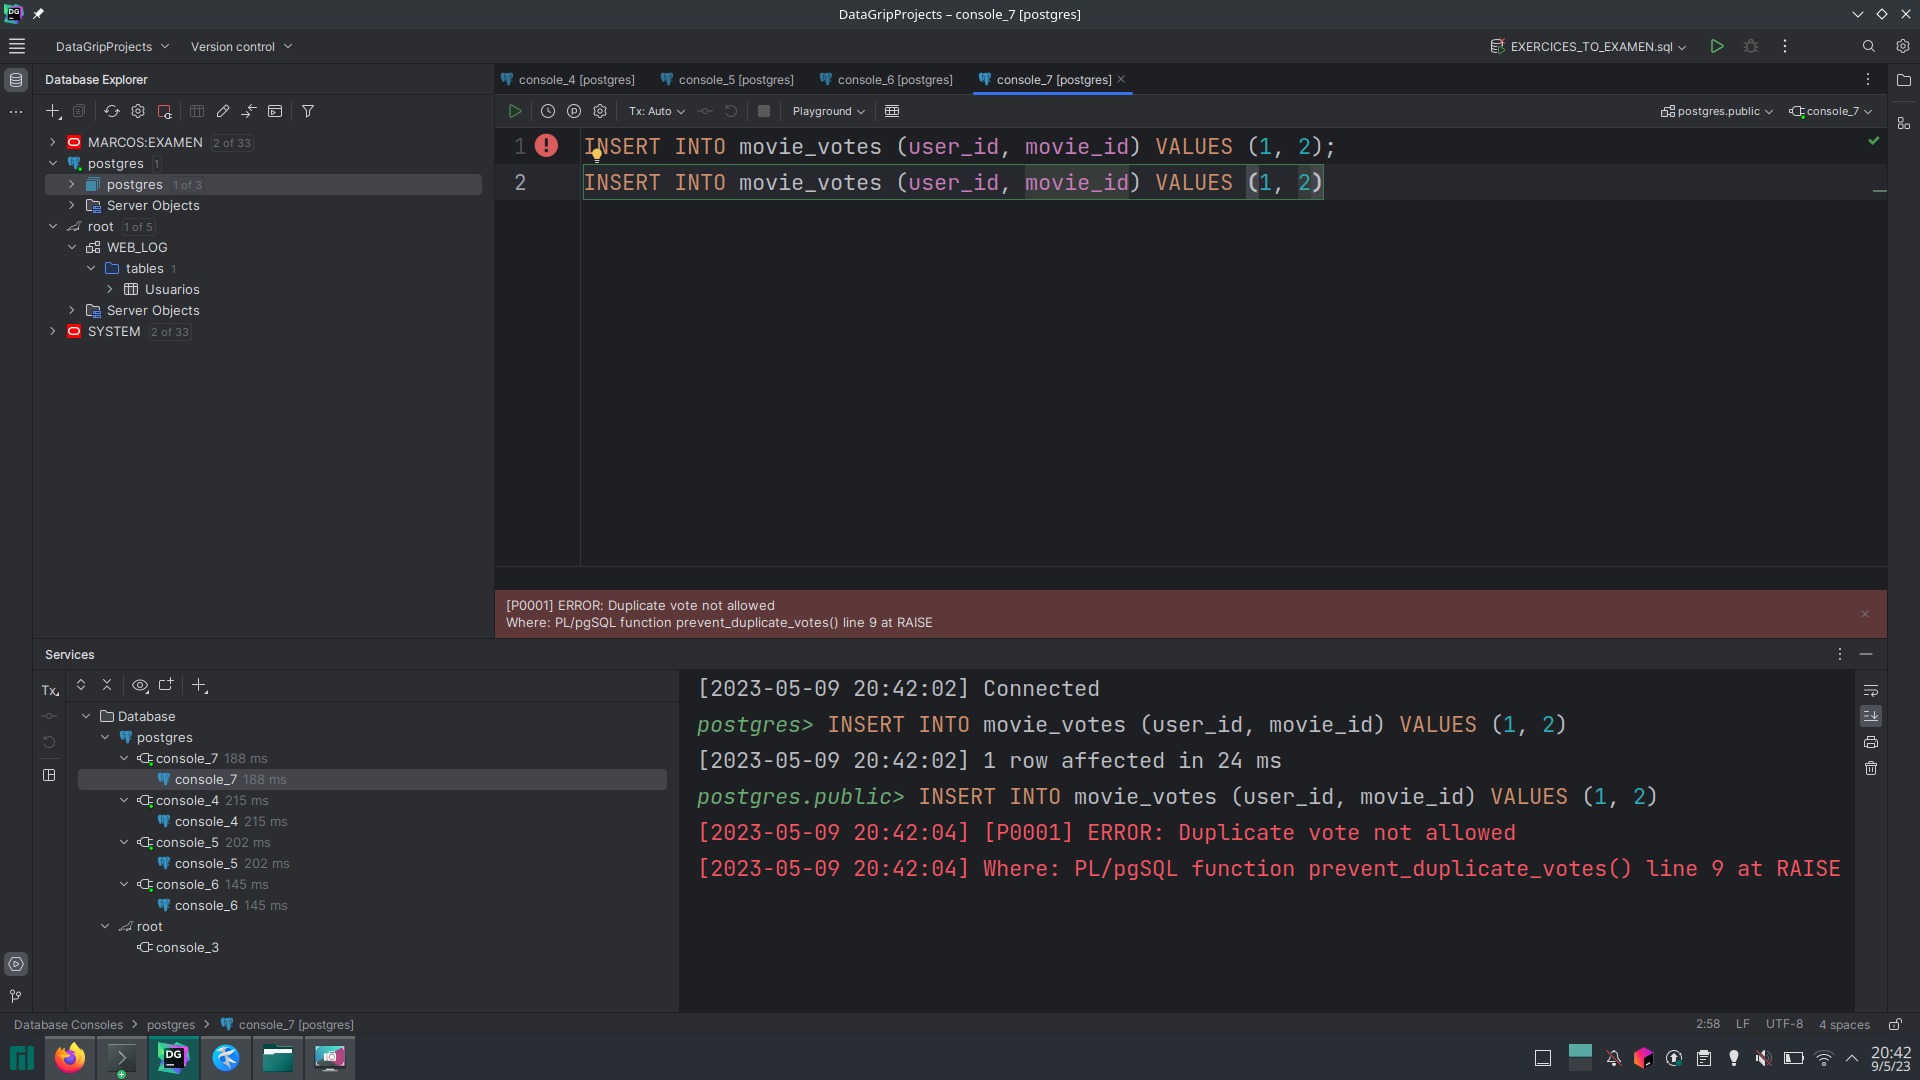 DataGripProjects – console_7 [postgres]
DataGripProjects
Version control
EXERCICES_TO_EXAMEN.sql
Database Explorer
console_4 [postgres]
console_5 [postgres]
console_6 [postgres]
console_7 [postgres]
Tx: Auto
Playground
postgres.public
console_7
MARCOS:EXAMEN 2 of 33
postgres 1
postgres 1 of 3
Server Objects
root 1 of 5
WEB_LOG
tables 1
Usuarios
Server Objects
SYSTEM 2 of 33
1 INSERT INTO movie_votes (user_id, movie_id) VALUES (1, 2);
2 INSERT INTO movie_votes (user_id, movie_id) VALUES (1, 2)
[P0001] ERROR: Duplicate vote not allowed
Where: PL/pgSQL function prevent_duplicate_votes() line 9 at RAISE
Services
Tx
Database
postgres
console_7 188 ms
console_7 188 ms
console_4 215 ms
console_4 215 ms
console_5 202 ms
console_5 202 ms
console_6 145 ms
console_6 145 ms
root
console_3
[2023-05-09 20:42:02] Connected
postgres> INSERT INTO movie_votes (user_id, movie_id) VALUES (1, 2)
[2023-05-09 20:42:02] 1 row affected in 24 ms
postgres.public> INSERT INTO movie_votes (user_id, movie_id) VALUES (1, 2)
[2023-05-09 20:42:04] [P0001] ERROR: Duplicate vote not allowed
[2023-05-09 20:42:04] Where: PL/pgSQL function prevent_duplicate_votes() line 9 at RAISE
Database Consoles
postgres
console_7 [postgres]
2:58
LF
UTF-8
4 spaces
DG
20:42
9/5/23